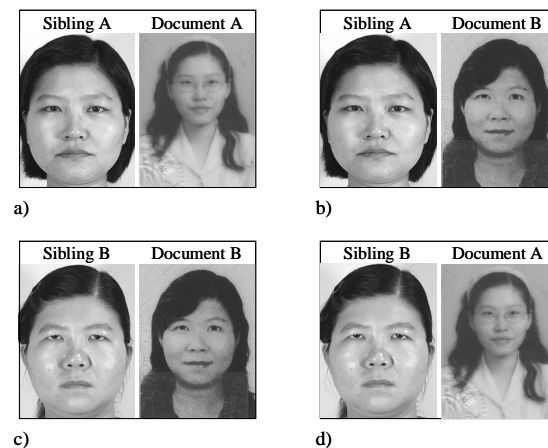 Sibling A Document A
Sibling A Document B
a)
b)
Sibling B Document B
Sibling B Document A
c)
d)